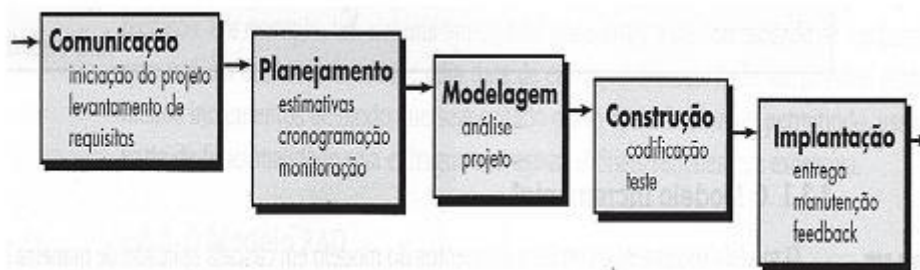 Comunicação
iniciação do projeto
levantamento de
requisitos
Planejamento
estimativas
cronogramação
monitoração
Modelagem
análise
projeto
Construção
codificação
teste
Implantação
entrega
manutenção
feedback